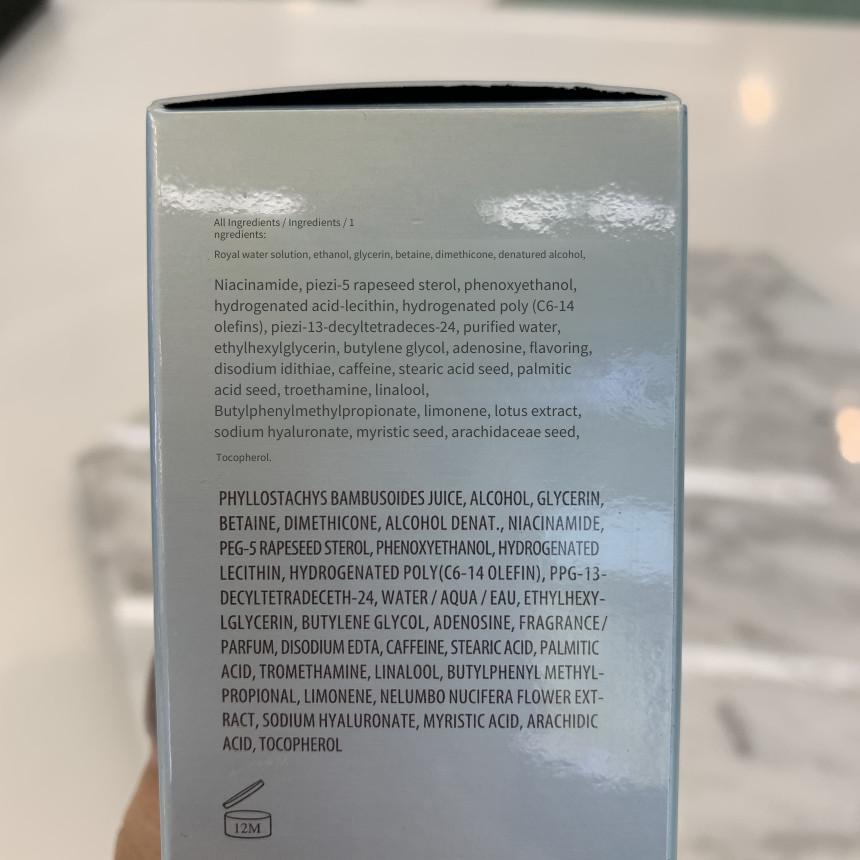 All Ingredients / Ingredients / 1
ngredients:
Royal water solution, ethanol, glycerin, betaine, dimethicone, denatured alcohol,
Niacinamide, piezi-5 rapeseed sterol, phenoxyethanol,
hydrogenated acid-lecithin, hydrogenated poly (C6-14
olefins), piezi-13-decyltetradeces-24, purified water,
ethylhexylglycerin, butylene glycol, adenosine, flavoring,
disodium idithiae, caffeine, stearic acid seed, palmitic
acid seed, troethamine, linalool,
Butylphenylmethylpropionate, limonene, lotus extract,
sodium hyaluronate, myristic seed, arachidaceae seed,
Tocopherol.
PHYLLOSTACHYS BAMBUSOIDES JUICE, ALCOHOL, GLYCERIN,
BETAINE, DIMETHICONE, ALCOHOL DENAT., NIACINAMIDE,
PEG-5 RAPESEED STEROL, PHENOXYETHANOL, HYDROGENATED
LECITHIN, HYDROGENATED POLY(C6-14 OLEFIN), PPG-13-
DECYLTETRADECETH-24, WATER / AQUA / EAU, ETHYLHEXY-
LGLYCERIN, BUTYLENE GLYCOL, ADENOSINE, FRAGRANCE/
PARFUM, DISODIUM EDTA, CAFFEINE, STEARIC ACID, PALMITIC
ACID, TROMETHAMINE, LINALOOL, BUTYLPHENYL METHYL-
PROPIONAL, LIMONENE, NELUMBO NUCIFERA FLOWER EXT-
RACT, SODIUM HYALURONATE, MYRISTIC ACID, ARACHIDIC
ACID, TOCOPHEROL
12M